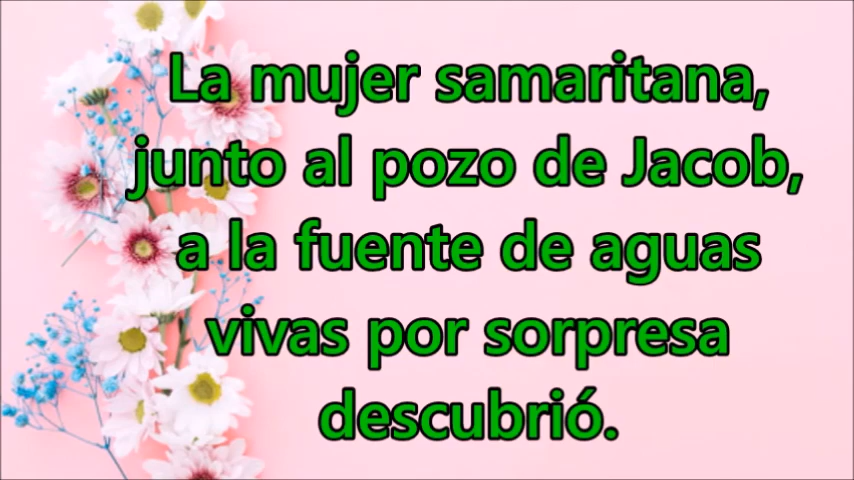 La mujer samaritana,
junto al pozo de Jacob,
a la fuente de aguas
vivas por sorpresa
descubrió.